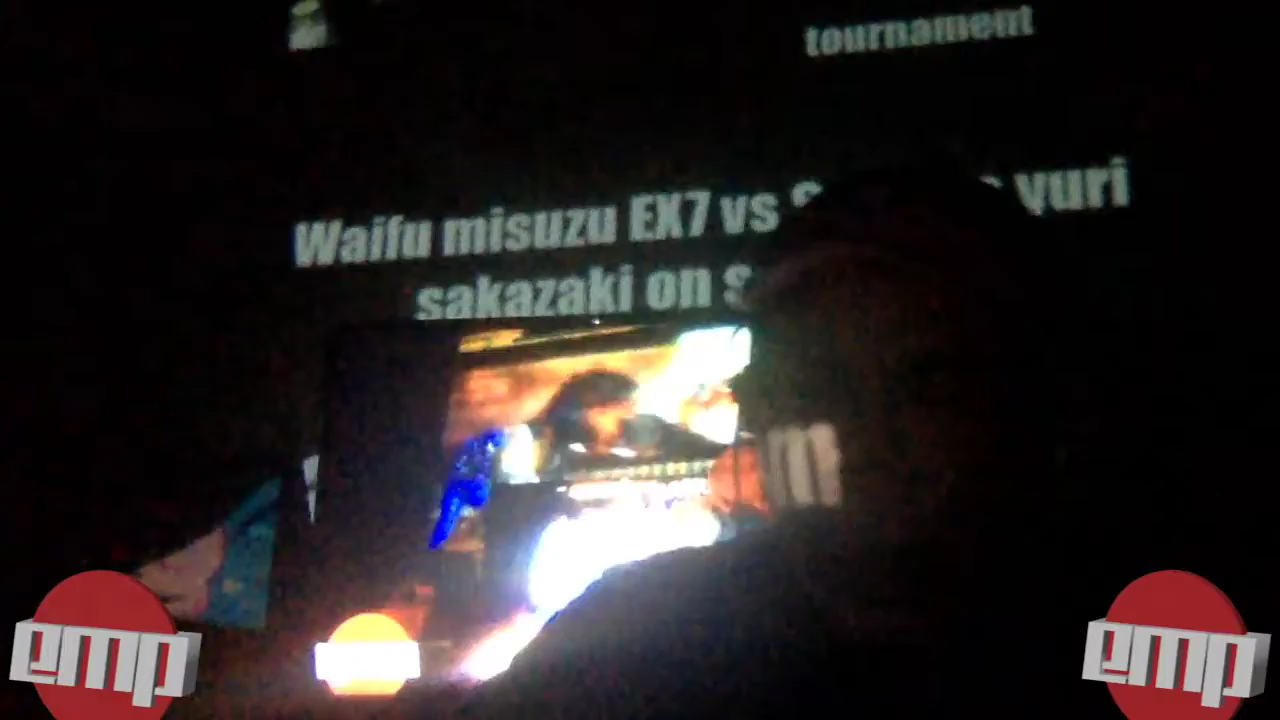 tournament
Waifu misuzu EX7 vs yuri
sakazaki on
emp
emp